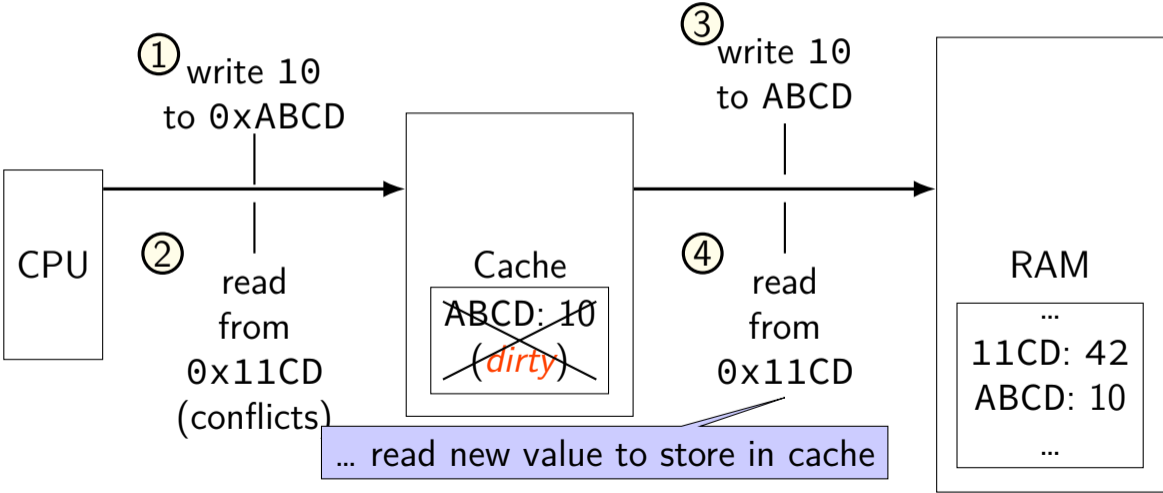 1
write 10
to 0xABCD
3
write 10
to ABCD
CPU
2
read
from
0x11CD
(conflicts)
Cache
ABCD: 10
(dirty)
4
read
from
0x11CD
RAM
...
11CD: 42
ABCD: 10
...
... read new value to store in cache